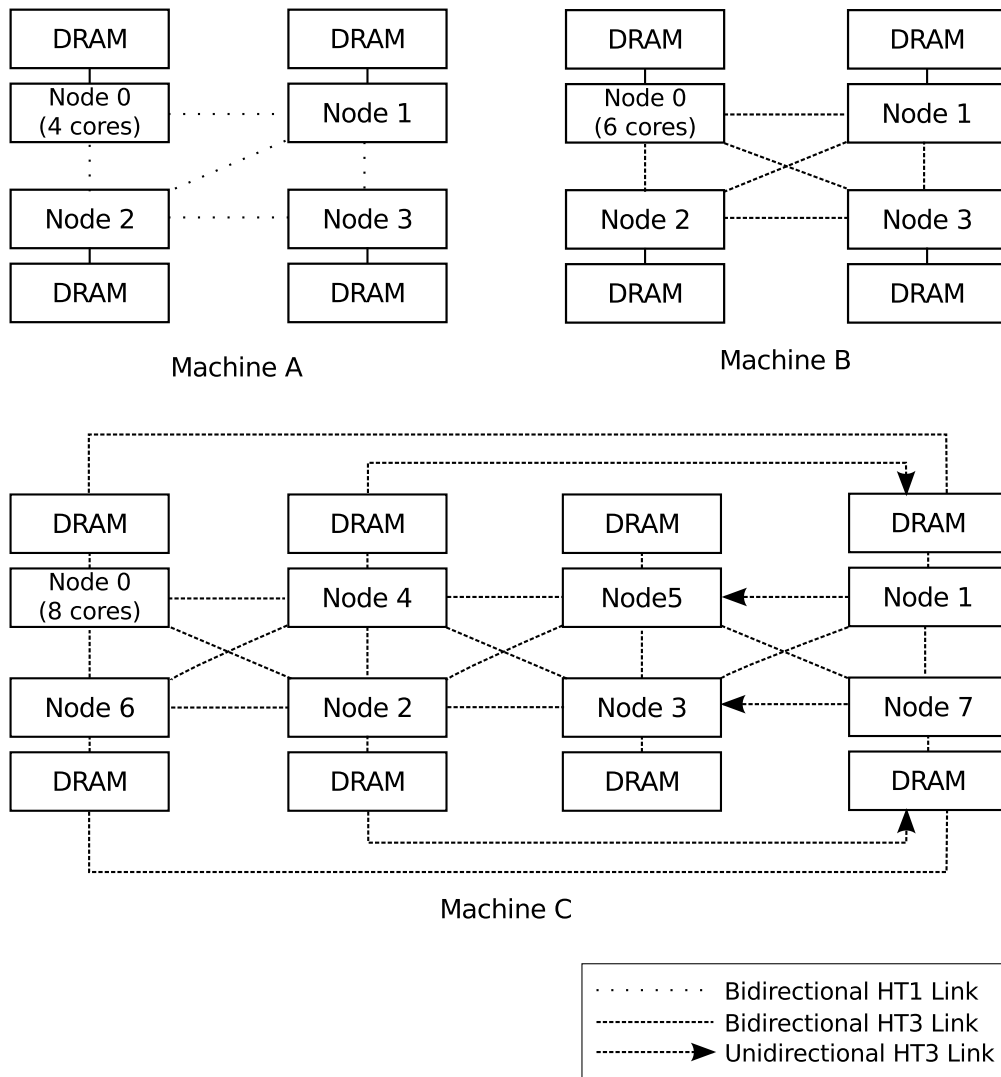 DRAM DRAM DRAM DRAM
Node 0 Node 1 Node 0 Node 1
(4 cores) (6 cores)
Node 2 Node 3 Node 2 Node 3
DRAM DRAM DRAM DRAM
Machine A Machine B
DRAM DRAM DRAM DRAM
Node 0 Node 4 Node5 Node 1
(8 cores)
Node 6 Node 2 Node 3 Node 7
DRAM DRAM DRAM DRAM
Machine C
Bidirectional HT1 Link
Bidirectional HT3 Link
Unidirectional HT3 Link